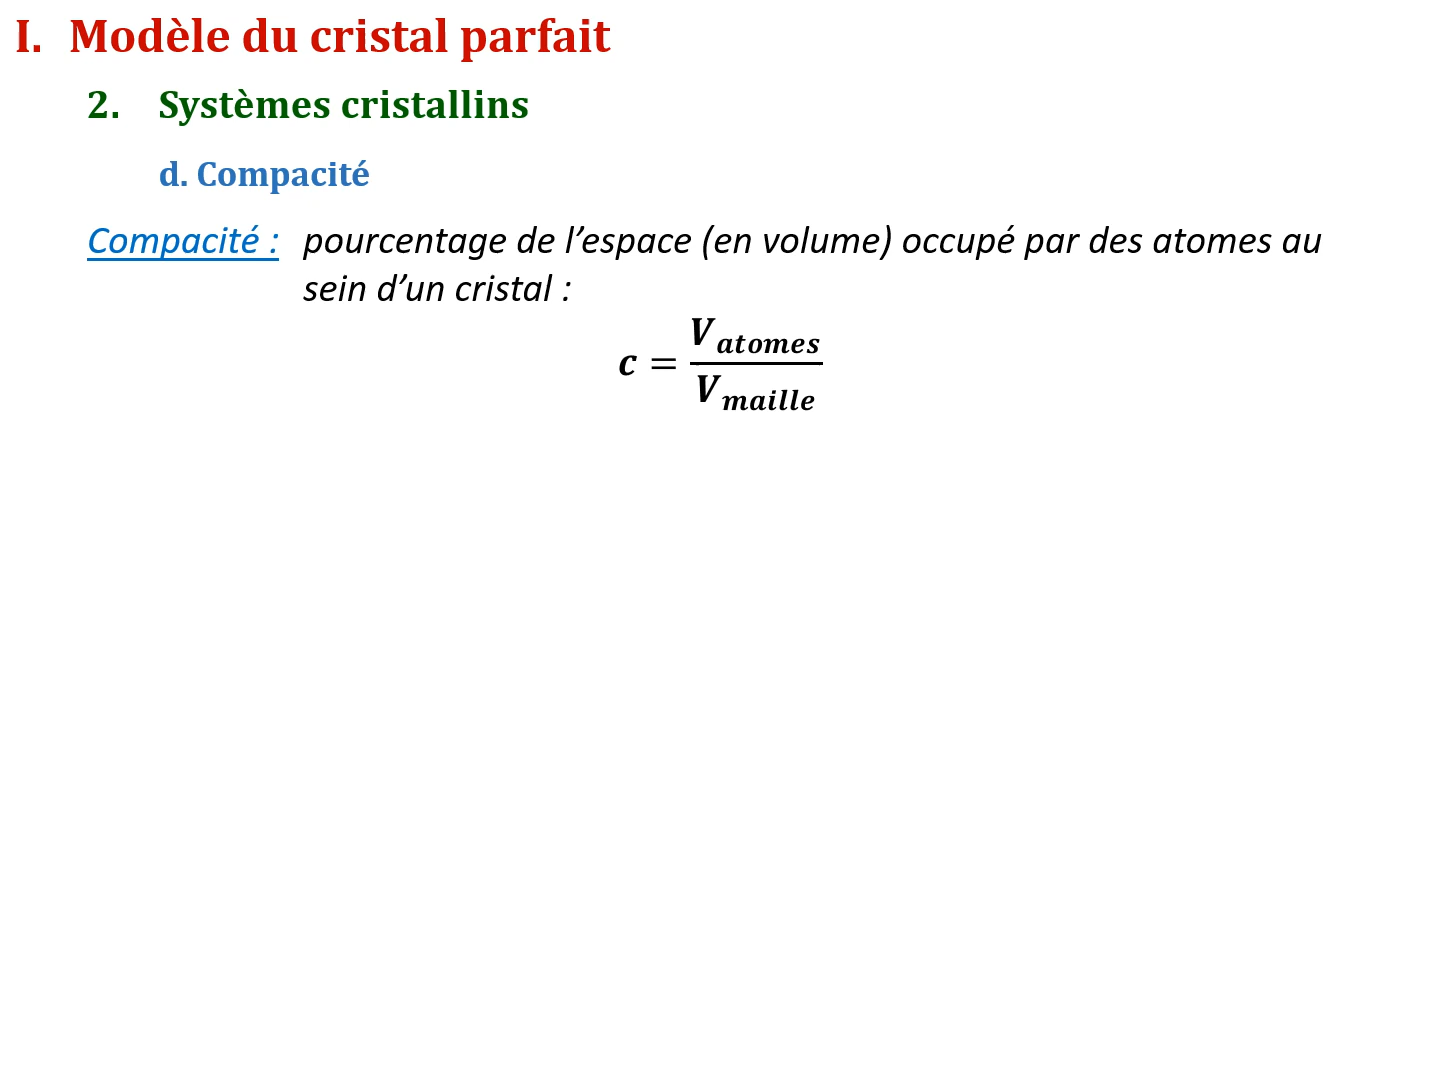 I. Modèle du cristal parfait
2. Systèmes cristallins
d. Compacité
Compacité : pourcentage de l’espace (en volume) occupé par des atomes au
sein d’un cristal :
c = V_atomes / V_maille